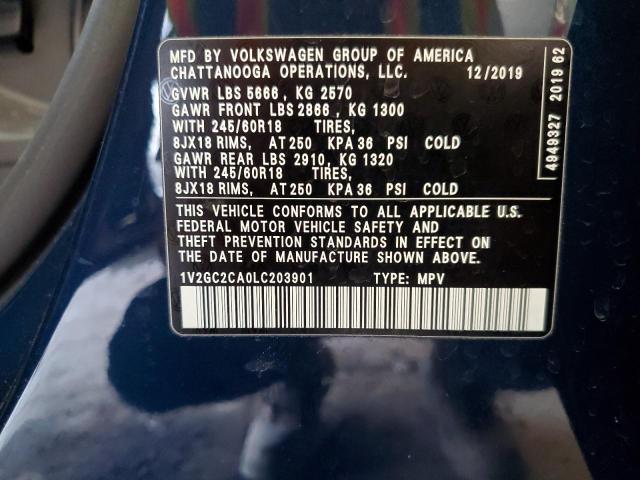 MFD BY VOLKSWAGEN GROUP OF AMERICA
CHATTANOOGA OPERATIONS, LLC. 12/2019
GVWR LBS 5666 , KG 2570
GAWR FRONT LBS 2866 , KG 1300
WITH 245/60R18 TIRES,
8JX18 RIMS, AT 250 KPA 36 PSI COLD
GAWR REAR LBS 2910, KG 1320
WITH 245/60R18 TIRES,
8JX18 RIMS, AT 250 KPA 36 PSI COLD
THIS VEHICLE CONFORMS TO ALL APPLICABLE U.S.
FEDERAL MOTOR VEHICLE SAFETY AND
THEFT PREVENTION STANDARDS IN EFFECT ON
THE DATE OF MANUFACTURE SHOWN ABOVE.
1V2GC2CA0LC203901 TYPE: MPV
4949327 2019 62